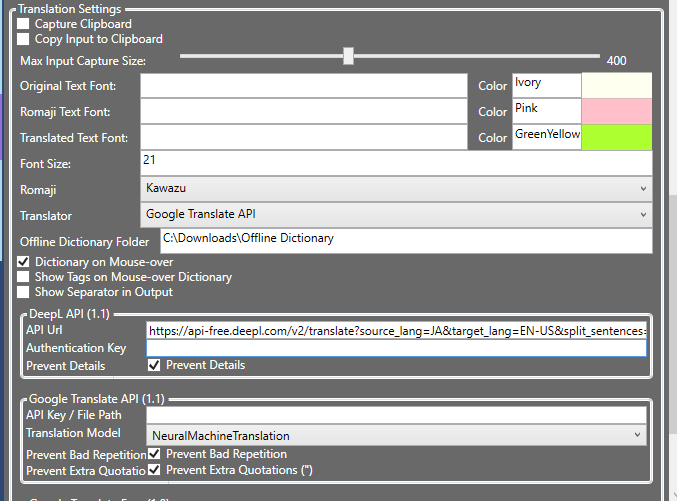 Translation Settings
Capture Clipboard
Copy Input to Clipboard
Max Input Capture Size: 400
Original Text Font: Color Ivory
Romaji Text Font: Color Pink
Translated Text Font: Color GreenYellow
Font Size: 21
Romaji Kawazu
Translator Google Translate API
Offline Dictionary Folder C:\Downloads\Offline Dictionary
Dictionary on Mouse-over
Show Tags on Mouse-over Dictionary
Show Separator in Output
DeepL API (1.1)
API Url https://api-free.deepl.com/v2/translate?source_lang=JA&target_lang=EN-US&split_sentences=
Authentication Key
Prevent Details Prevent Details
Google Translate API (1.1)
API Key / File Path
Translation Model NeuralMachineTranslation
Prevent Bad Repetition Prevent Bad Repetition
Prevent Extra Quotatio Prevent Extra Quotations (")